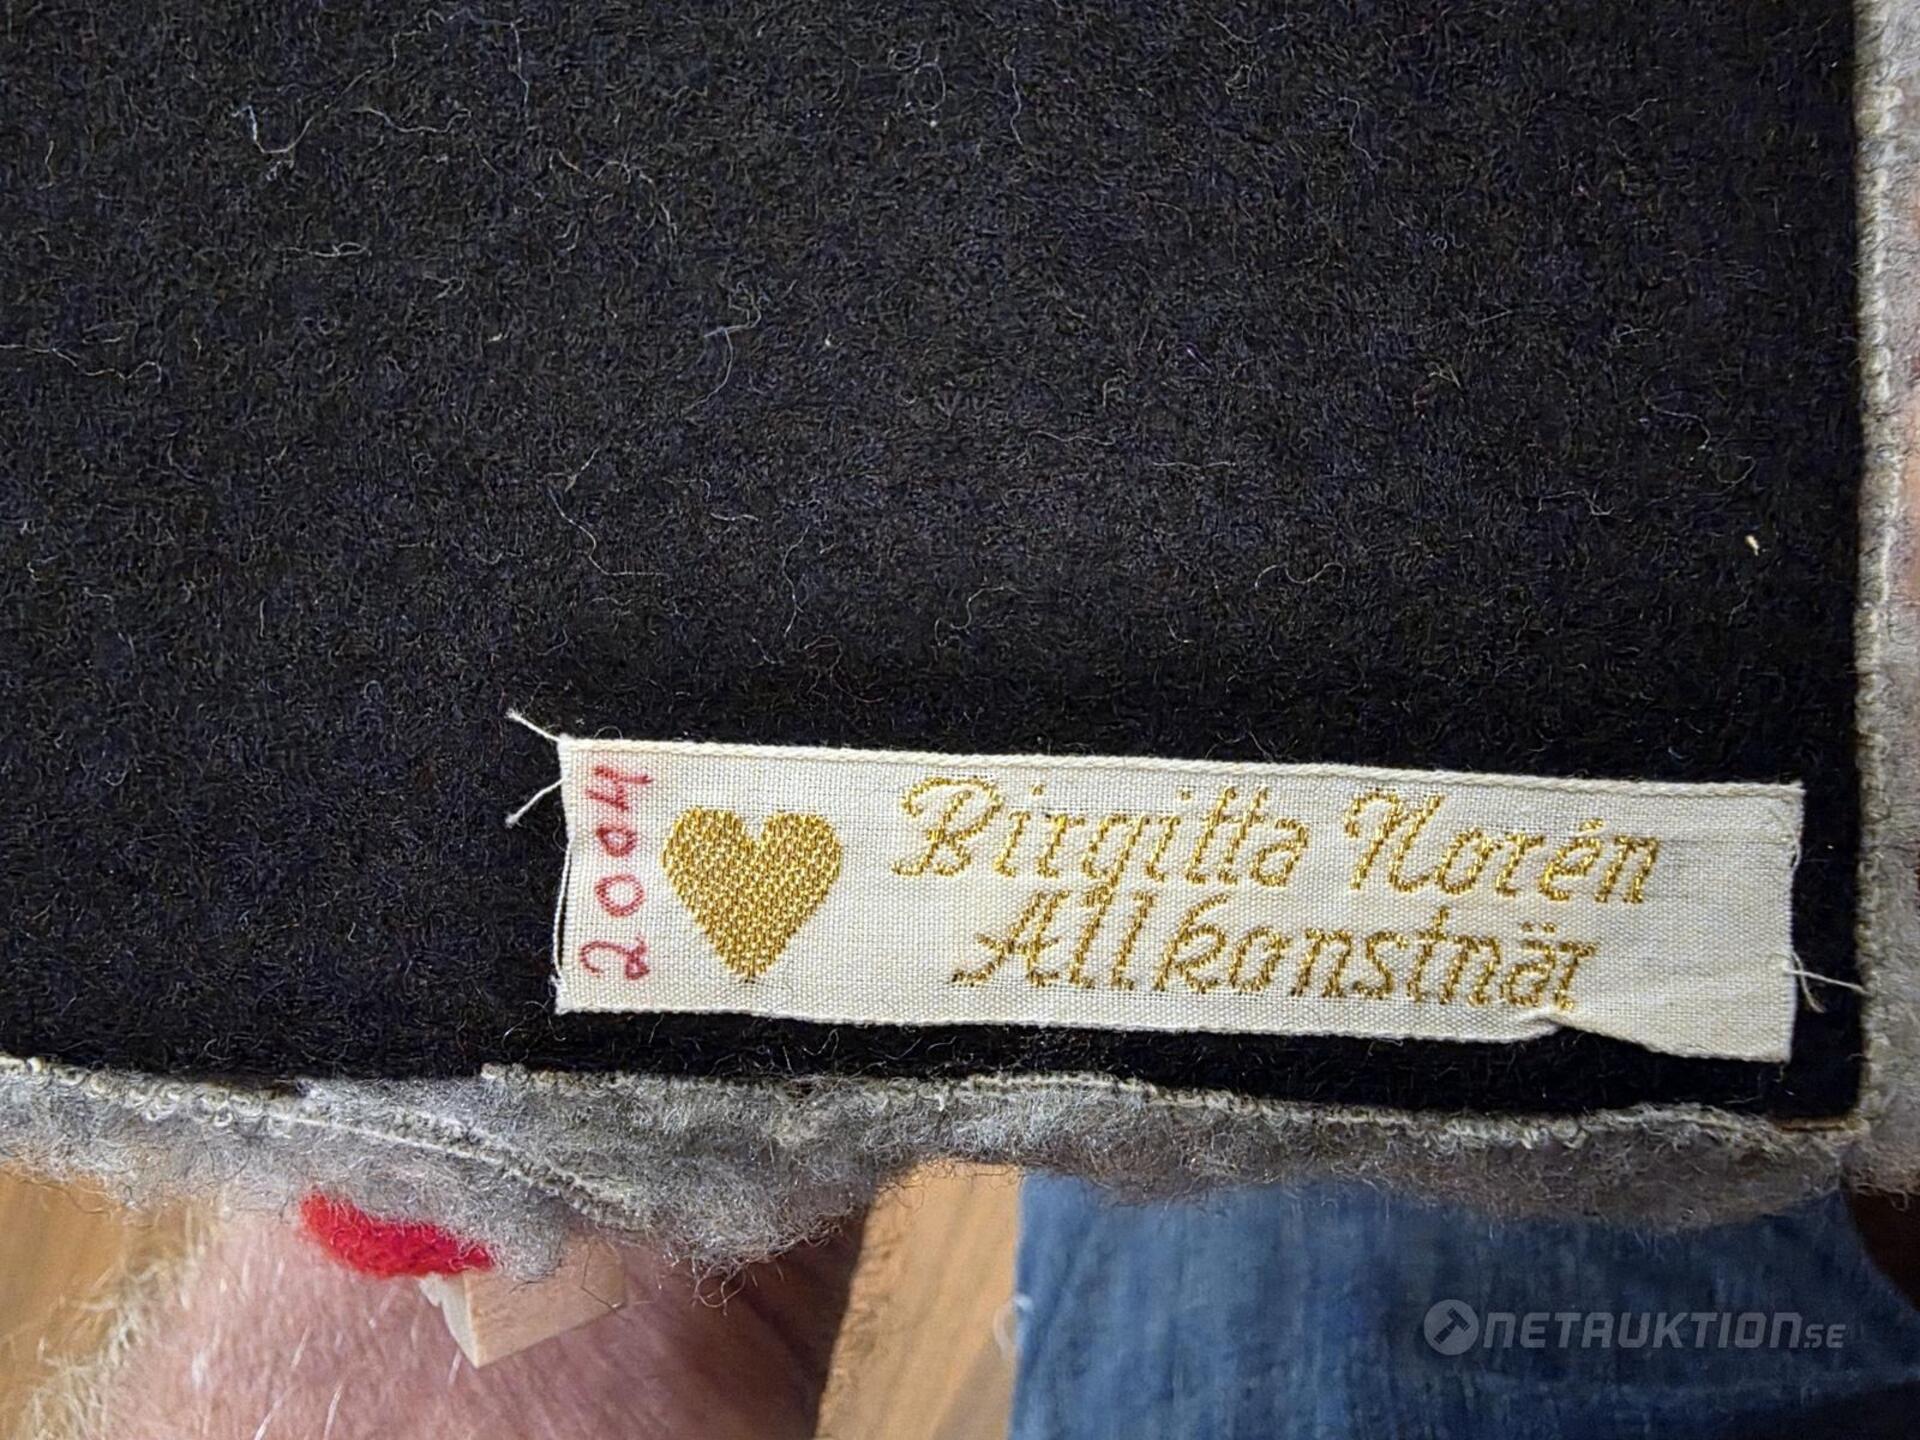 2004
Birgitta Norén
Allkonstnär
NETAUKTION.SE